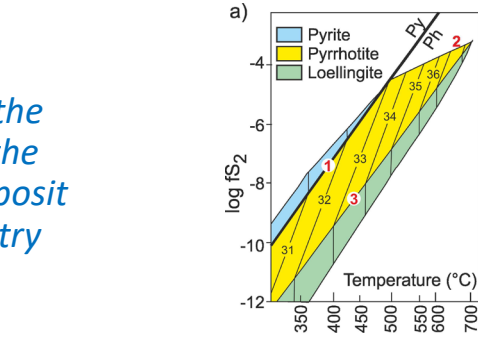 the
the
posit
try
a)
Pyrite
Pyrrhotite
Loellingite
Py
Ph
2
-4
36
35
34
-6
33
1
log fS2
-8
32
3
31
-10
Temperature (°C)
-12
350
400
450
500
550
600
700